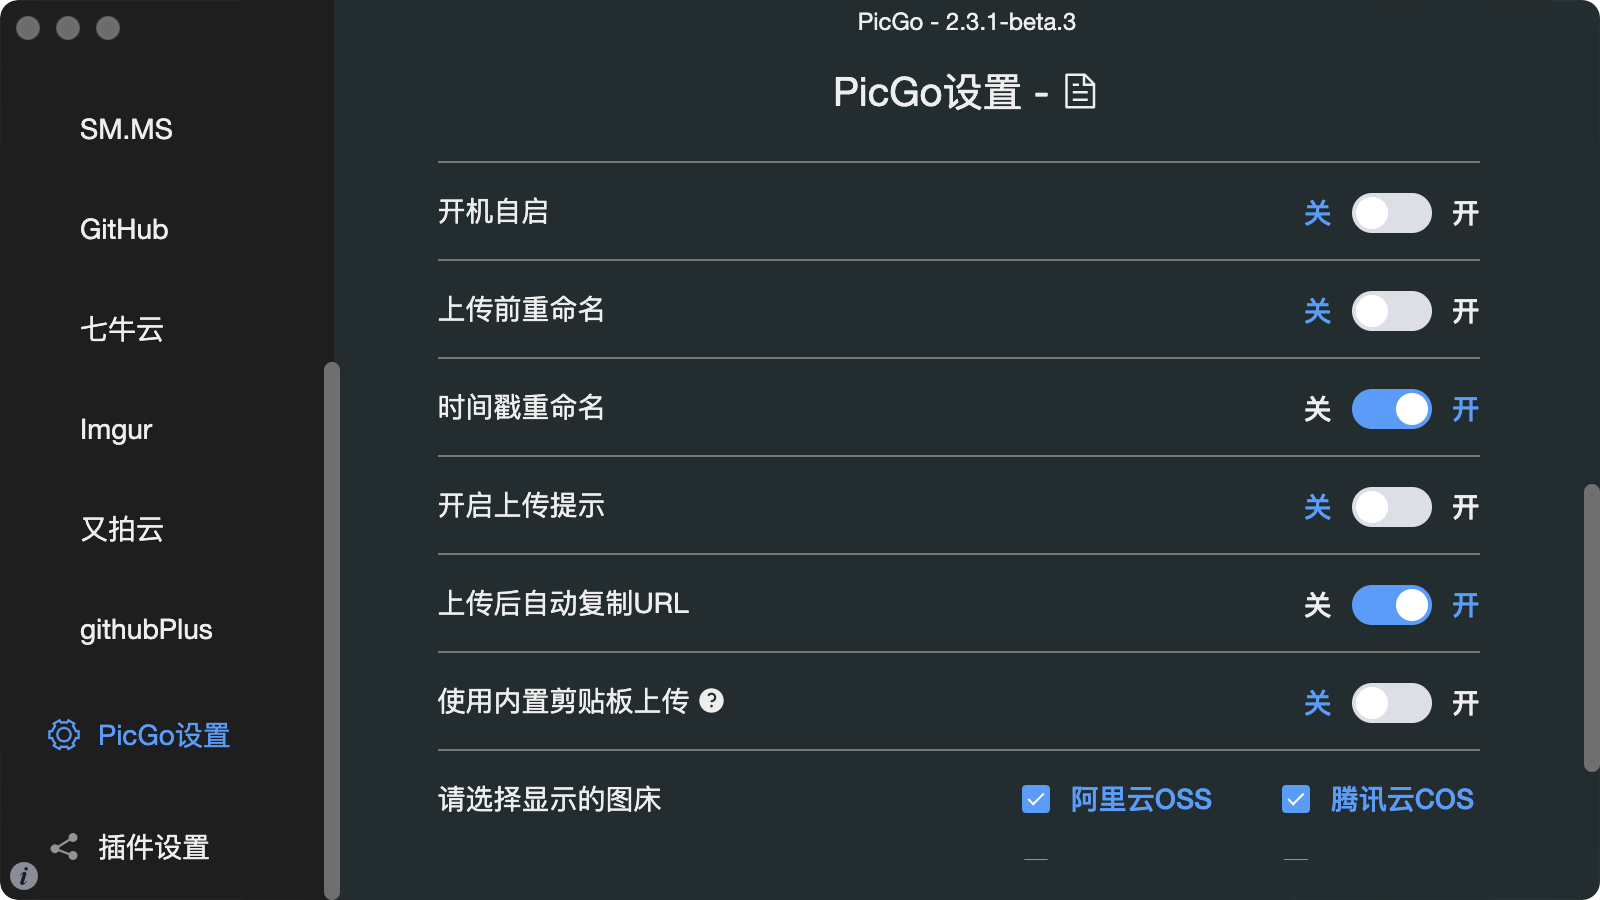 PicGo - 2.3.1-beta.3
SM.MS
GitHub
七牛云
Imgur
又拍云
githubPlus
PicGo设置
插件设置
PicGo设置 -
开机自启 关 开
上传前重命名 关 开
时间戳重命名 关 开
开启上传提示 关 开
上传后自动复制URL 关 开
使用内置剪贴板上传 ? 关 开
请选择显示的图床 阿里云OSS 腾讯云COS